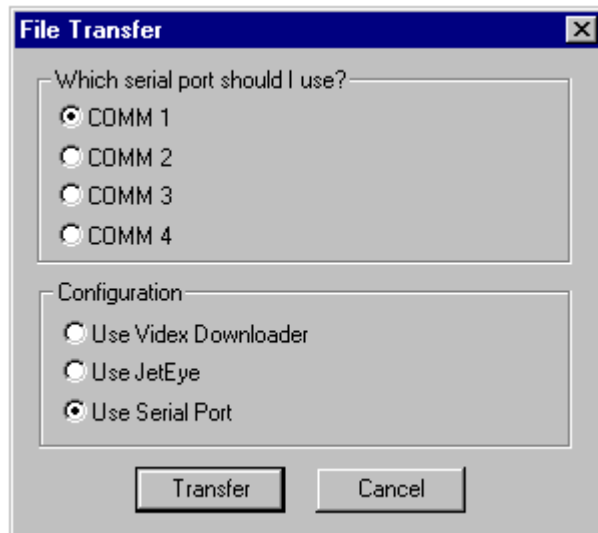 File Transfer
Which serial port should I use?
COMM 1
COMM 2
COMM 3
COMM 4
Configuration
Use Videx Downloader
Use JetEye
Use Serial Port
Transfer Cancel